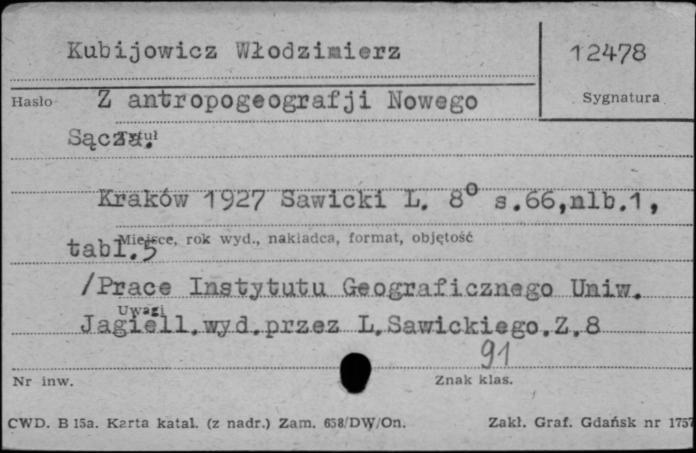 Kubijowicz Włodzimierz
12478
Hasło
Z antropogeografji Nowego
Sygnatura
Tytuł
Sącza.
Kraków 1927 Sawicki L. 8° s.66,nlb.1,
Miejsce, rok wyd., nakładca, format, objętość
tabl.5
/Prace Instytutu Geograficznego Uniw.
Uwagi
Jagiell.wyd.przez L.Sawickiego.Z.8
91
Nr inw.
Znak klas.
CWD. B 15a. Karta katal. (z nadr.) Zam. 658/DW/On.
Zakł. Graf. Gdańsk nr 1757